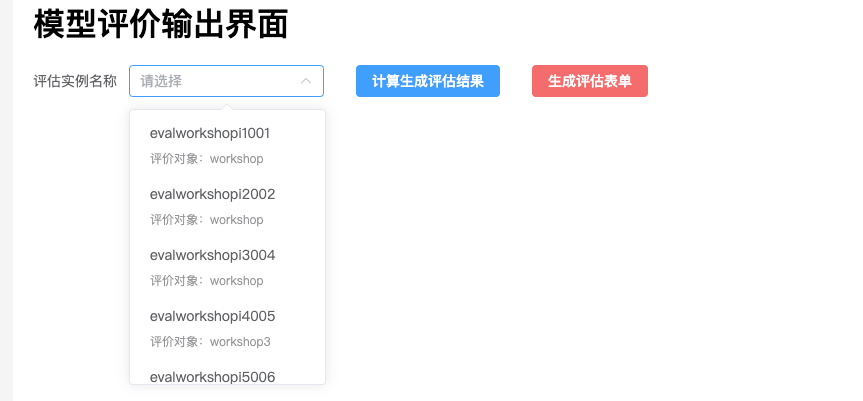 模型评价输出界面
评估实例名称 请选择 计算生成评估结果 生成评估表单
evalworkshopi1001
评价对象：workshop
evalworkshopi2002
评价对象：workshop
evalworkshopi3004
评价对象：workshop
evalworkshopi4005
评价对象：workshop3
evalworkshopi5006